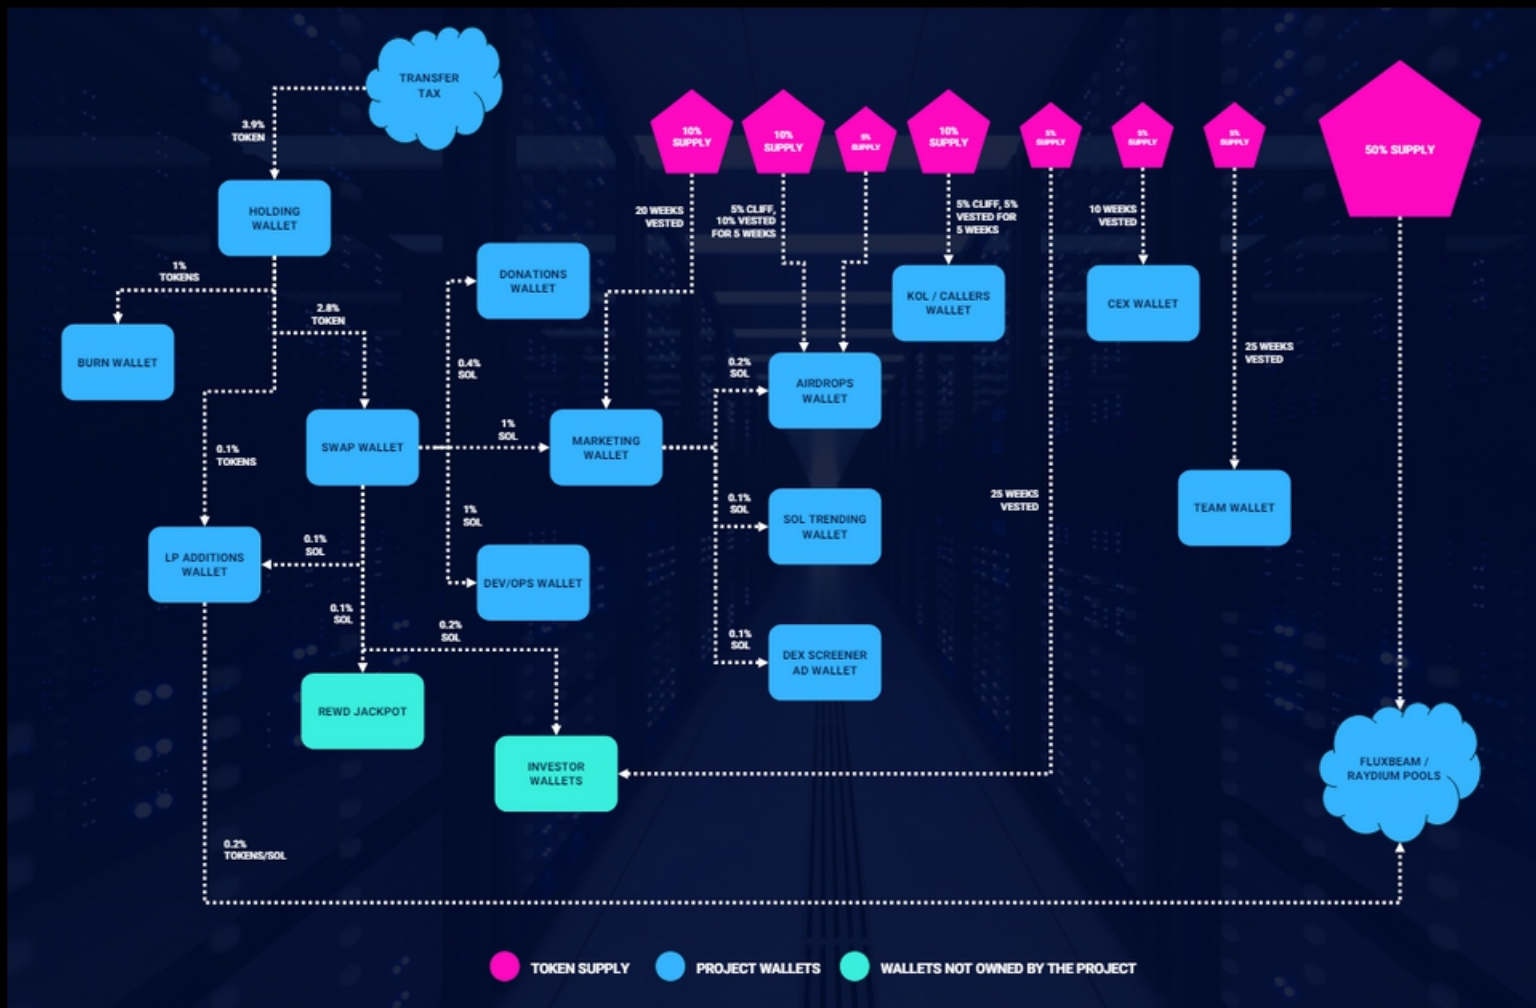 TRANSFER
TAX
3.9%
TOKEN
HOLDING
WALLET
1%
TOKENS
2.8%
TOKEN
BURN WALLET
0.1%
TOKENS
SWAP WALLET
LP ADDITIONS
WALLET
0.1%
SOL
0.1%
SOL
0.2%
SOL
REWD JACKPOT
INVESTOR
WALLETS
0.2%
TOKENS/SOL
DONATIONS
WALLET
0.4%
SOL
1%
SOL
1%
SOL
DEV/OPS WALLET
MARKETING
WALLET
10%
SUPPLY
20 WEEKS
VESTED
10%
SUPPLY
5% CLIFF,
10% VESTED
FOR 5 WEEKS
5%
SUPPLY
0.2%
SOL
AIRDROPS
WALLET
0.1%
SOL
SOL TRENDING
WALLET
0.1%
SOL
DEX SCREENER
AD WALLET
10%
SUPPLY
5% CLIFF, 5%
VESTED FOR
5 WEEKS
KOL / CALLERS
WALLET
5%
SUPPLY
25 WEEKS
VESTED
5%
SUPPLY
10 WEEKS
VESTED
CEX WALLET
5%
SUPPLY
25 WEEKS
VESTED
TEAM WALLET
50% SUPPLY
FLUXBEAM /
RAYDIUM POOLS
TOKEN SUPPLY
PROJECT WALLETS
WALLETS NOT OWNED BY THE PROJECT